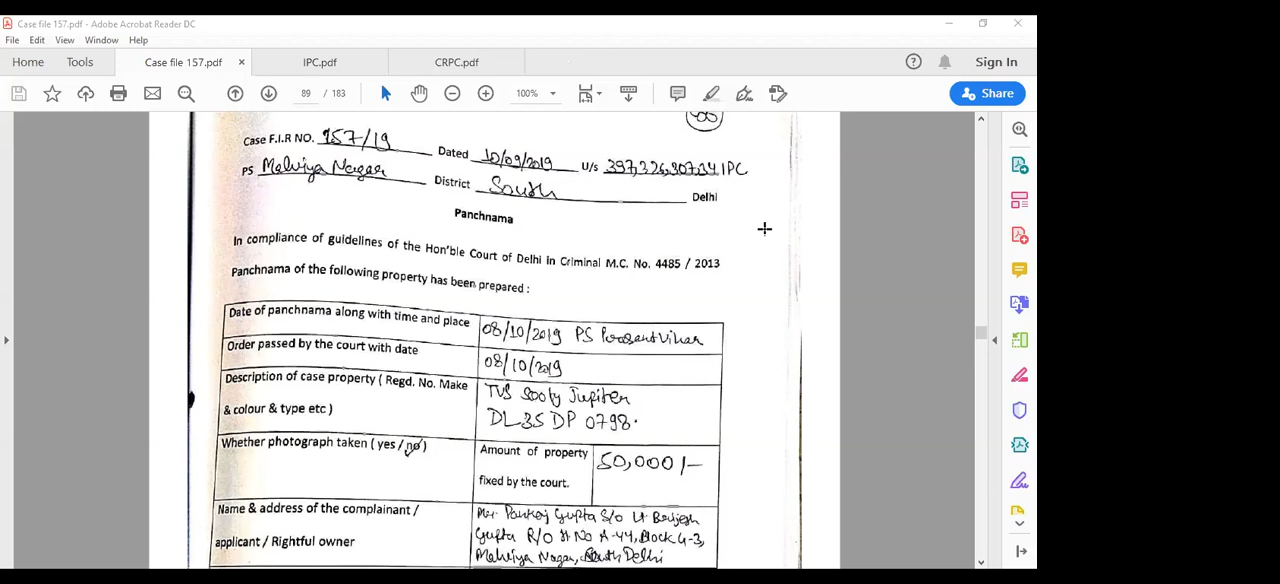 Case file 157.pdf - Adobe Acrobat Reader DC
File Edit View Window Help
Home Tools Case file 157.pdf × IPC.pdf CRPC.pdf Sign In
89 / 183 100% Share
Case F.I.R NO. 157/19 Dated 10/09/2019 U/s 397,326,307,34 IPC
PS Malviya Nagar District South Delhi
Panchnama
In compliance of guidelines of the Hon'ble Court of Delhi in Criminal M.C. No. 4485 / 2013
Panchnama of the following property has been prepared :
Date of panchnama along with time and place 08/10/2019 PS Prasant Vihar
Order passed by the court with date 08/10/2019
Description of case property ( Regd. No. Make TVS Scoty Jupiter
& colour & type etc ) DL3S DP 0798.
Whether photograph taken ( yes / no ) Amount of property 50,000/-
fixed by the court.
Name & address of the complainant / Mr. Pankaj Gupta S/o Lt Brijesh
applicant / Rightful owner Gupta R/O H No A-44, Block G-3,
Malviya Nagar, South Delhi